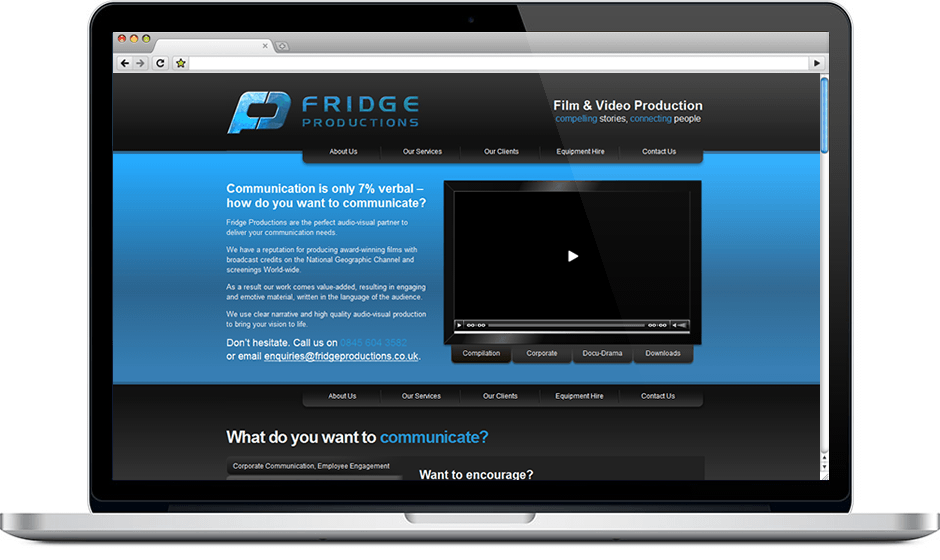 FRIDGE
PRODUCTIONS
Film & Video Production
compelling stories, connecting people
About Us
Our Services
Our Clients
Equipment Hire
Contact Us
Communication is only 7% verbal –
how do you want to communicate?
Fridge Productions are the perfect audio-visual partner to
deliver your communication needs.
We have a reputation for producing award-winning films with
broadcast credits on the National Geographic Channel and
screenings World-wide.
As a result our work comes value-added, resulting in engaging
and emotive material, written in the language of the audience.
We use clear narrative and high quality audio-visual production
to bring your vision to life.
Don't hesitate. Call us on 0845 604 3582
or email enquiries@fridgeproductions.co.uk.
00:00
00:00
Compilation
Corporate
Docu-Drama
Downloads
About Us
Our Services
Our Clients
Equipment Hire
Contact Us
What do you want to communicate?
Corporate Communication, Employee Engagement
Want to encourage?